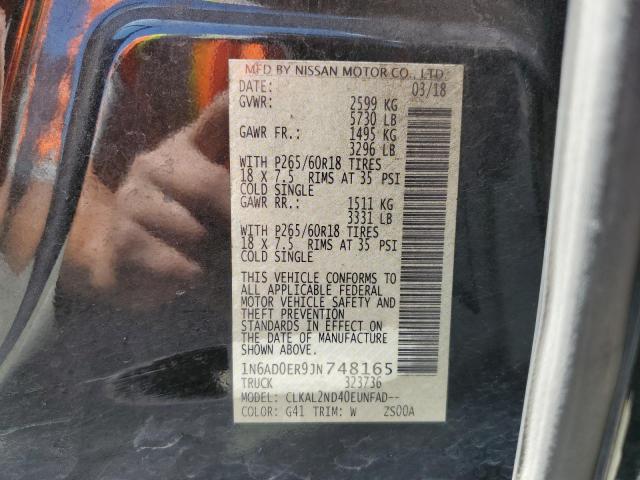 MFD BY NISSAN MOTOR CO., LTD.
DATE: 03/18
GVWR: 2599 KG
5730 LB
GAWR FR.: 1495 KG
3296 LB
WITH P265/60R18 TIRES
18 X 7.5 RIMS AT 35 PSI
COLD SINGLE
GAWR RR.: 1511 KG
3331 LB
WITH P265/60R18 TIRES
18 X 7.5 RIMS AT 35 PSI
COLD SINGLE
THIS VEHICLE CONFORMS TO
ALL APPLICABLE FEDERAL
MOTOR VEHICLE SAFETY AND
THEFT PREVENTION
STANDARDS IN EFFECT ON
THE DATE OF MANUFACTURE
SHOWN ABOVE.
1N6AD0ER9JN748165
TRUCK 323736
MODEL: CLKAL2ND40EUNFAD--
COLOR: G41 TRIM: W ZS00A